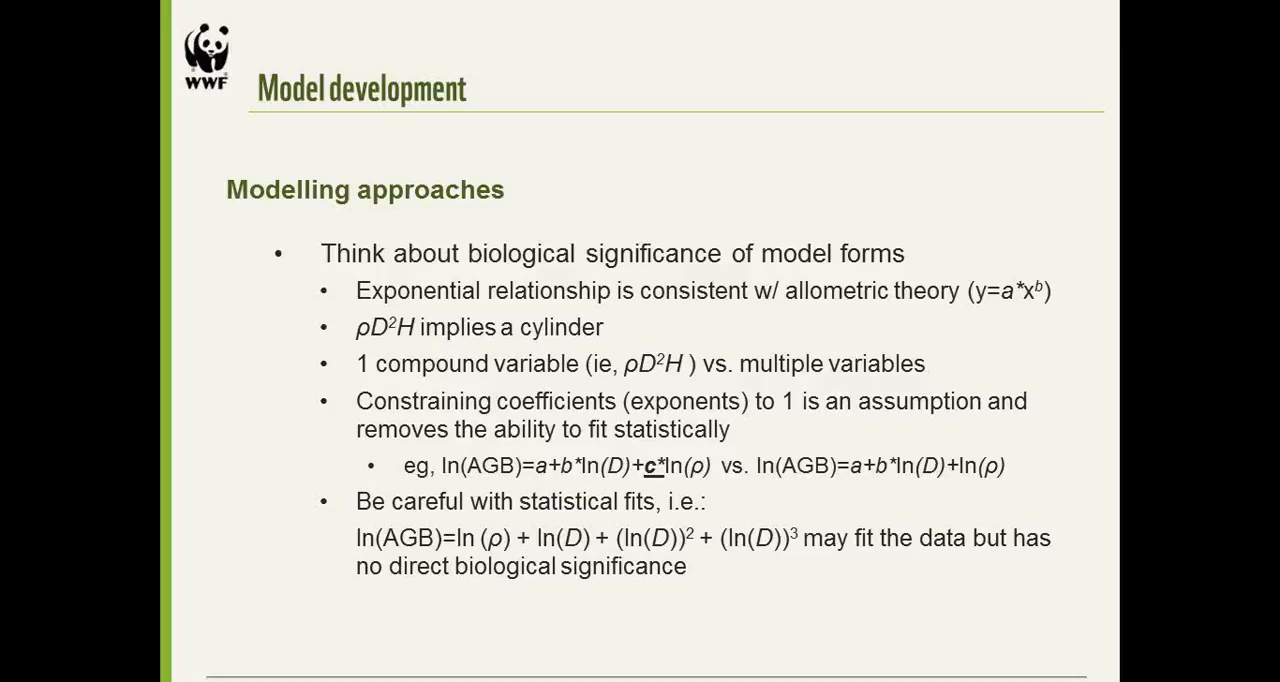 WWF
Model development
Modelling approaches
• Think about biological significance of model forms
• Exponential relationship is consistent w/ allometric theory (y=a*xᵇ)
• ρD²H implies a cylinder
• 1 compound variable (ie, ρD²H ) vs. multiple variables
• Constraining coefficients (exponents) to 1 is an assumption and
removes the ability to fit statistically
• eg, ln(AGB)=a+b*ln(D)+c*ln(ρ) vs. ln(AGB)=a+b*ln(D)+ln(ρ)
• Be careful with statistical fits, i.e.:
ln(AGB)=ln (ρ) + ln(D) + (ln(D))² + (ln(D))³ may fit the data but has
no direct biological significance